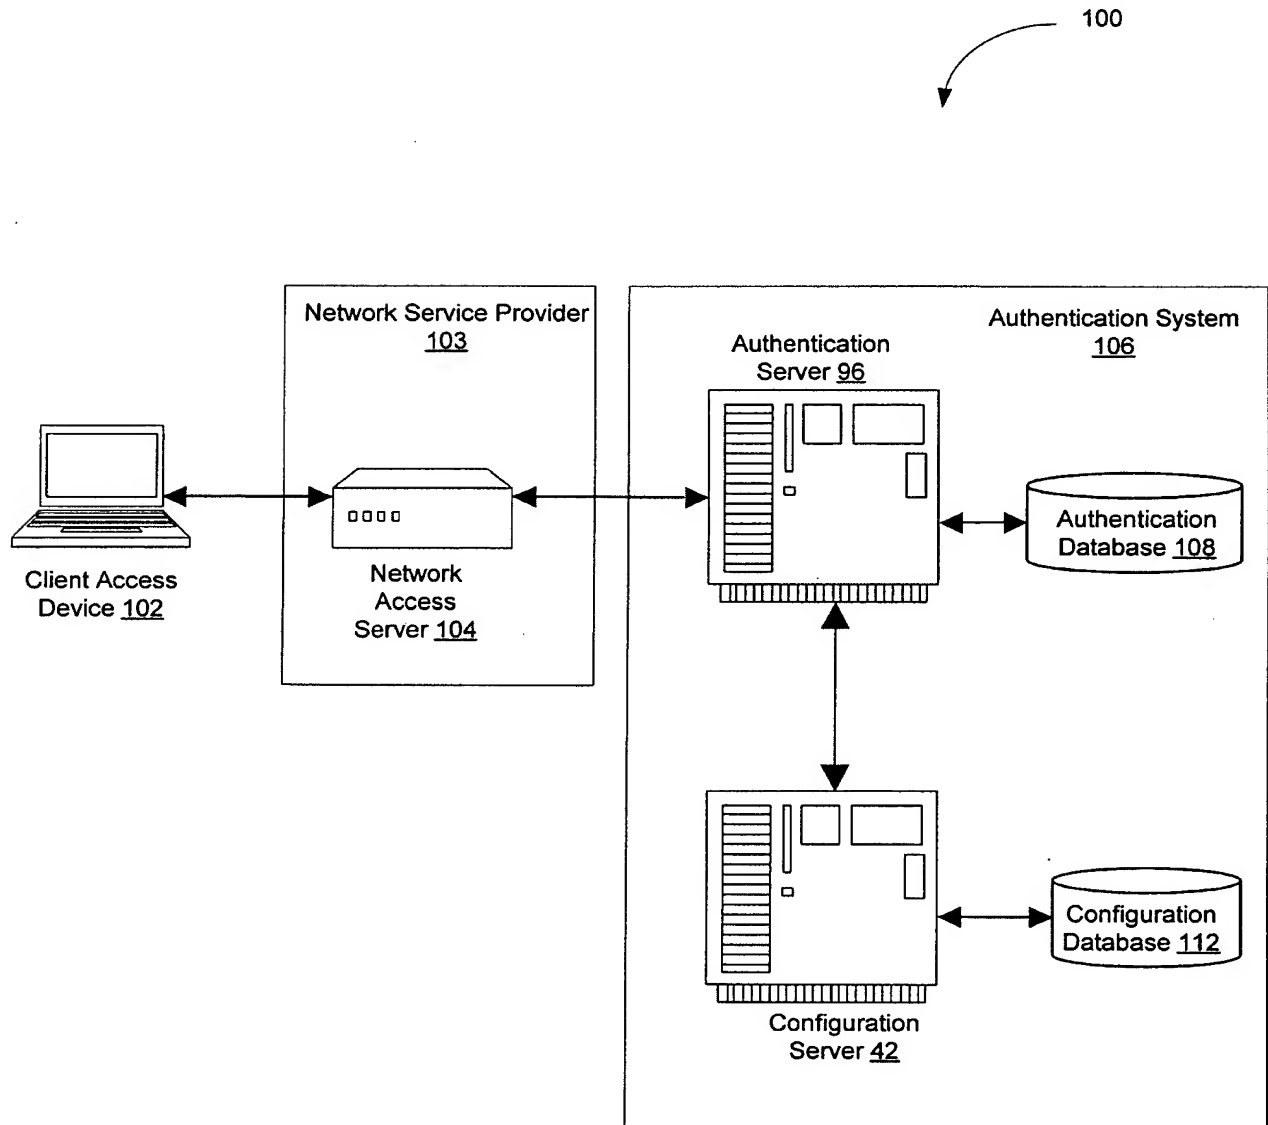 100
Network Service Provider
103
Authentication System
106
Authentication
Server 96
Authentication
Database 108
Client Access
Device 102
Network
Access
Server 104
Configuration
Database 112
Configuration
Server 42